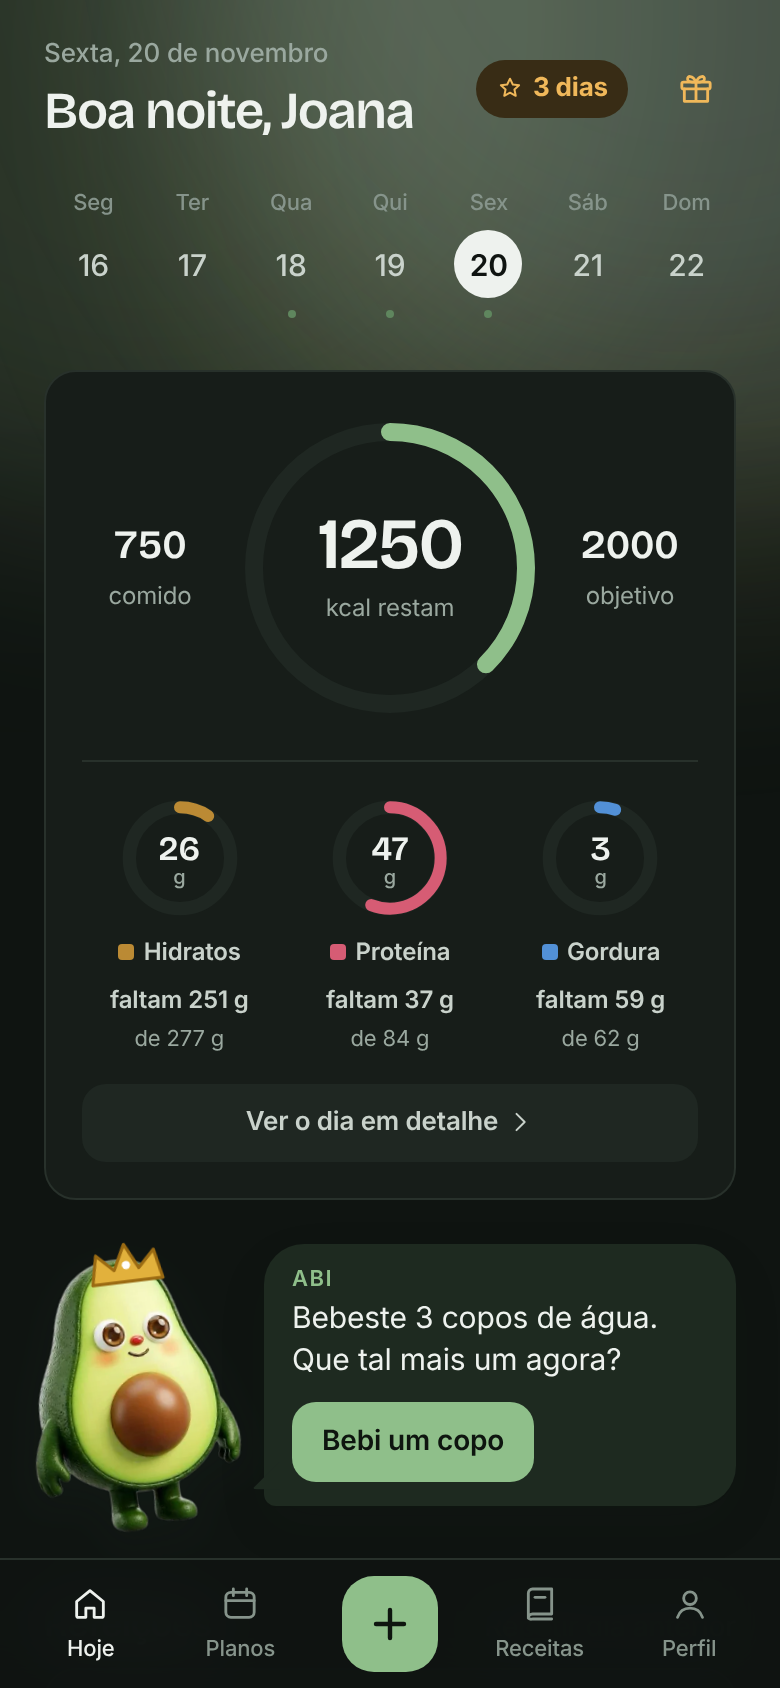 Sexta, 20 de novembro
Boa noite, Joana
3 dias
Seg Ter Qua Qui Sex Sáb Dom
16 17 18 19 20 21 22
750
comido
1250
kcal restam
2000
objetivo
26
g
47
g
3
g
Hidratos
Proteína
Gordura
faltam 251 g
faltam 37 g
faltam 59 g
de 277 g
de 84 g
de 62 g
Ver o dia em detalhe
ABI
Bebeste 3 copos de água.
Que tal mais um agora?
Bebi um copo
Hoje
Planos
Receitas
Perfil